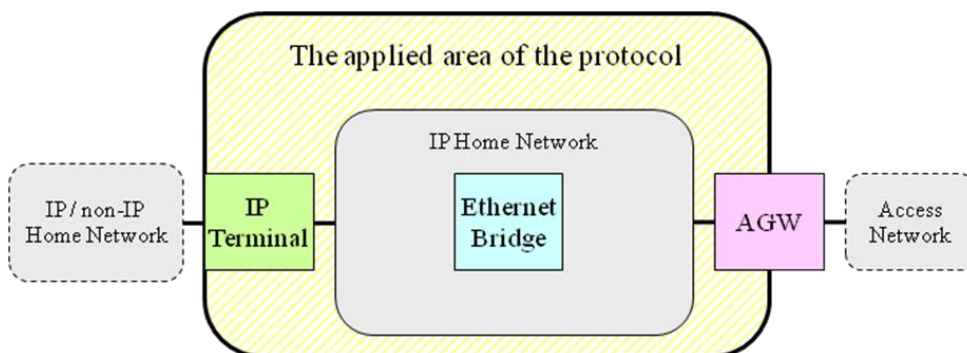 The applied area of the protocol
IP Home Network
IP / non-IP
Home Network
IP
Terminal
Ethernet
Bridge
AGW
Access
Network